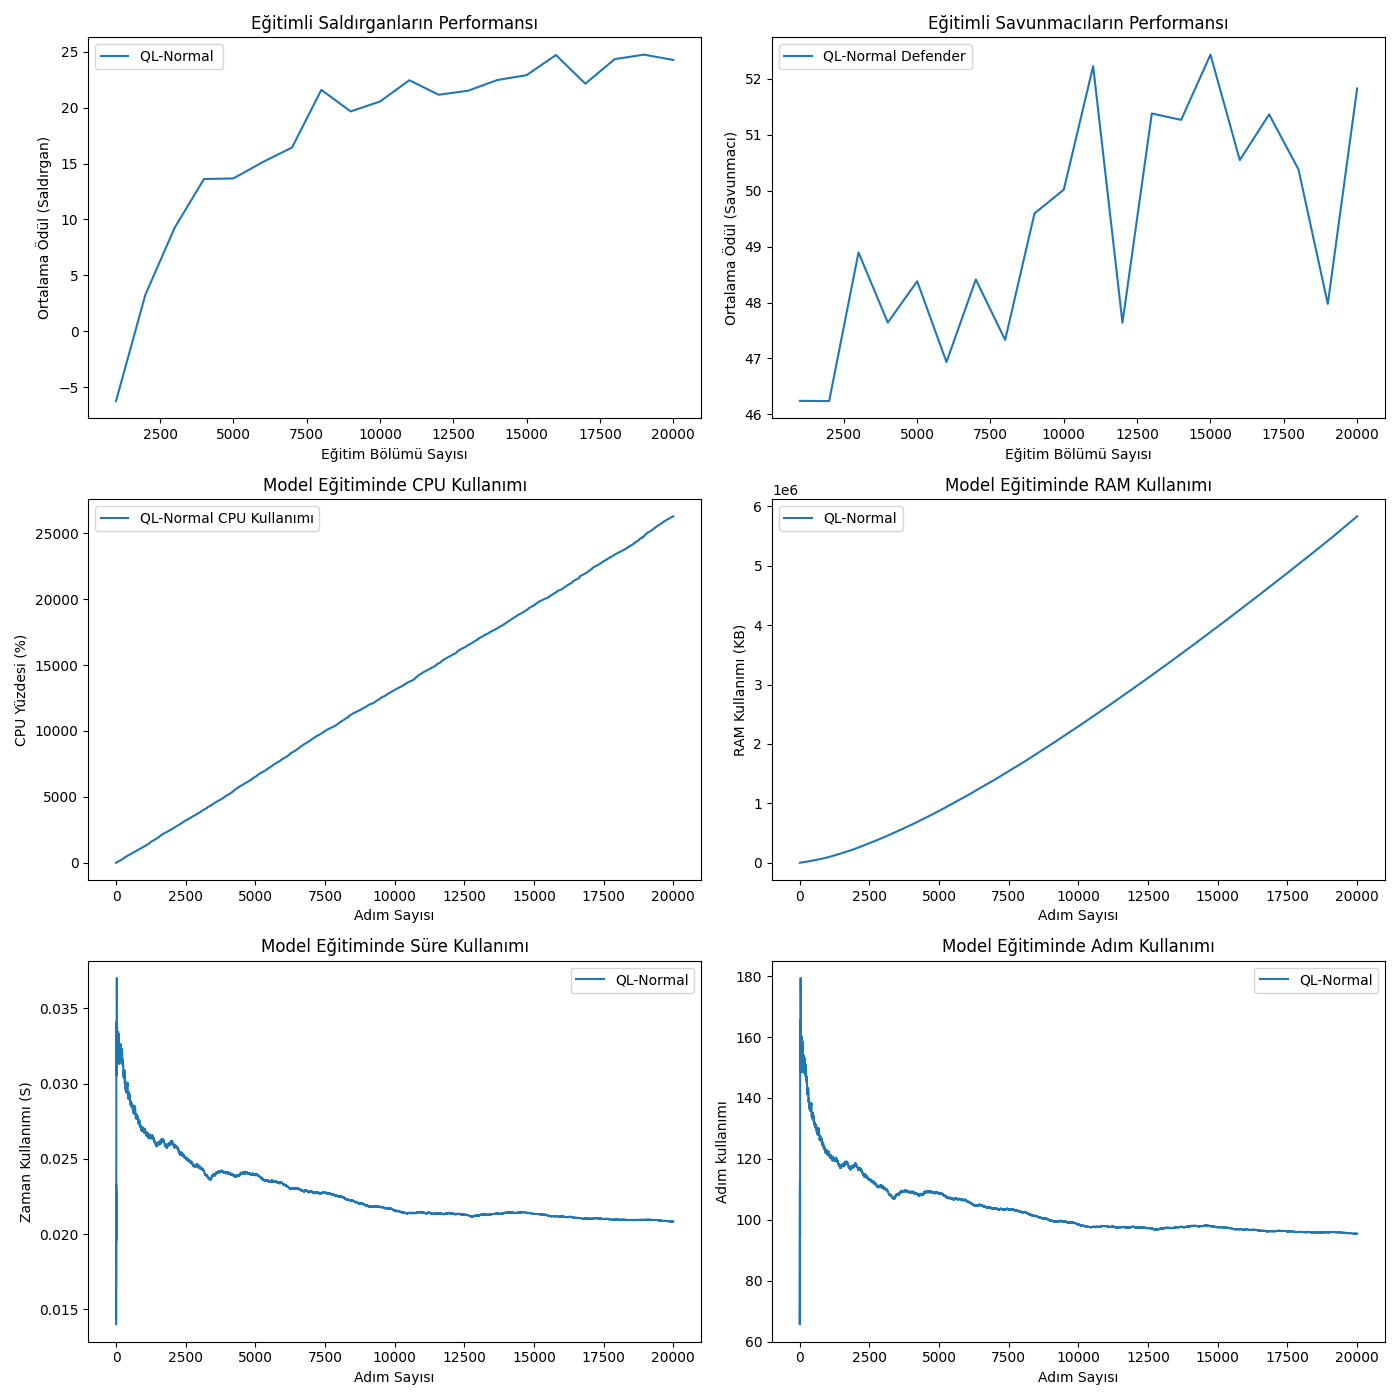 Eğitimli Saldırganların Performansı
QL-Normal
Ortalama Ödül (Saldırgan)
25
20
15
10
5
0
−5
2500 5000 7500 10000 12500 15000 17500 20000
Eğitim Bölümü Sayısı
Eğitimli Savunmacıların Performansı
QL-Normal Defender
Ortalama Ödül (Savunmacı)
52
51
50
49
48
47
46
2500 5000 7500 10000 12500 15000 17500 20000
Eğitim Bölümü Sayısı
Model Eğitiminde CPU Kullanımı
QL-Normal CPU Kullanımı
CPU Yüzdesi (%)
25000
20000
15000
10000
5000
0
0 2500 5000 7500 10000 12500 15000 17500 20000
Adım Sayısı
Model Eğitiminde RAM Kullanımı
1e6
QL-Normal
RAM Kullanımı (KB)
6
5
4
3
2
1
0
0 2500 5000 7500 10000 12500 15000 17500 20000
Adım Sayısı
Model Eğitiminde Süre Kullanımı
QL-Normal
Zaman Kullanımı (S)
0.035
0.030
0.025
0.020
0.015
0 2500 5000 7500 10000 12500 15000 17500 20000
Adım Sayısı
Model Eğitiminde Adım Kullanımı
QL-Normal
Adım kullanımı
180
160
140
120
100
80
60
0 2500 5000 7500 10000 12500 15000 17500 20000
Adım Sayısı